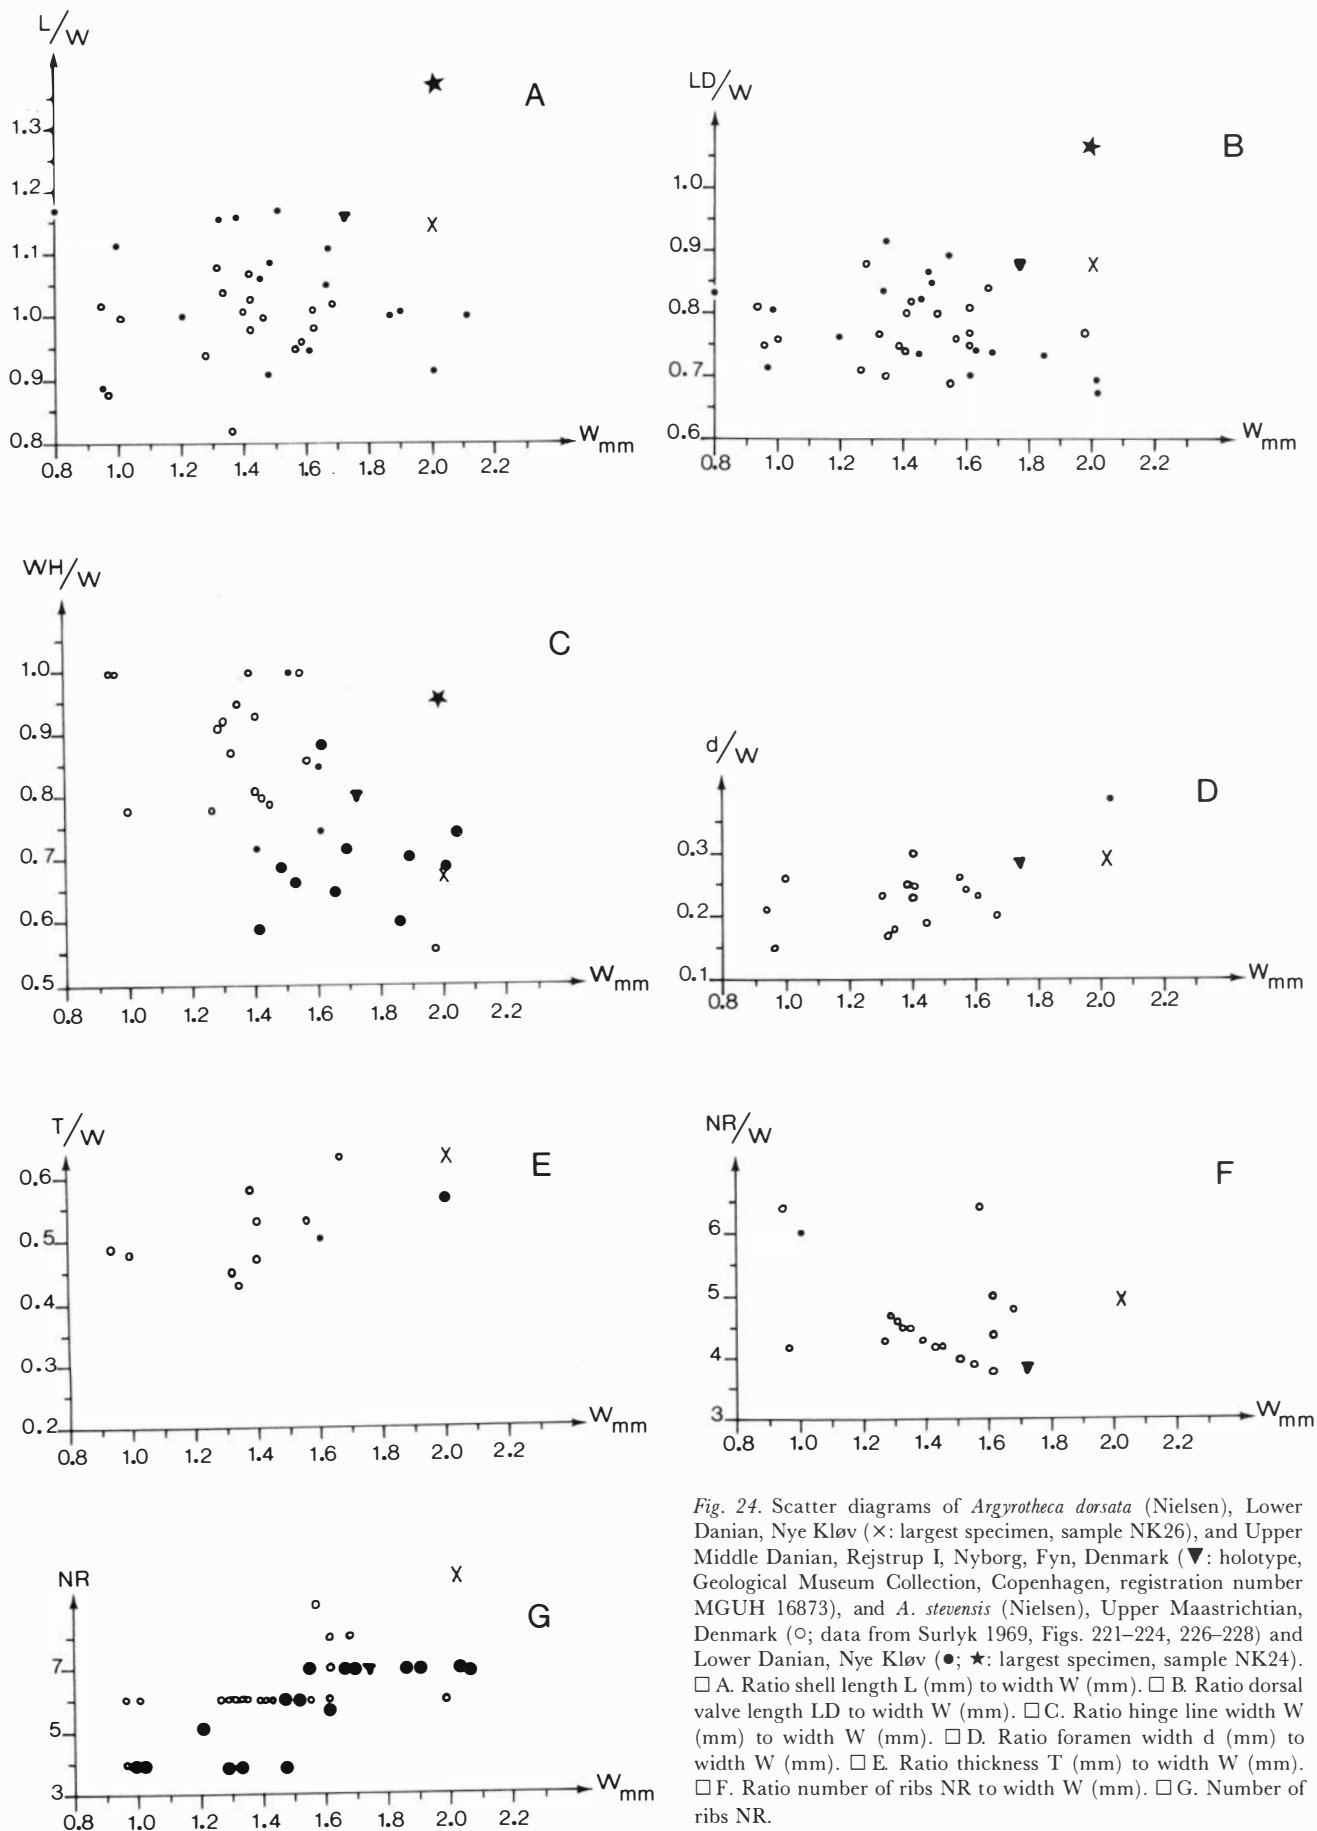 L/W
A
1.3
1.2
1.1
1.0
0.9
0.8
0.8 1.0 1.2 1.4 1.6 1.8 2.0 2.2
Wmm
LD/W
B
1.0
0.9
0.8
0.7
0.6
0.8 1.0 1.2 1.4 1.6 1.8 2.0 2.2
Wmm
WH/W
C
1.0
0.9
0.8
0.7
0.6
0.5
0.8 1.0 1.2 1.4 1.6 1.8 2.0 2.2
Wmm
d/W
D
0.3
0.2
0.1
0.8 1.0 1.2 1.4 1.6 1.8 2.0 2.2
Wmm
T/W
E
0.6
0.5
0.4
0.3
0.2
0.8 1.0 1.2 1.4 1.6 1.8 2.0 2.2
Wmm
NR/W
F
6
5
4
3
0.8 1.0 1.2 1.4 1.6 1.8 2.0 2.2
Wmm
NR
G
7
5
3
0.8 1.0 1.2 1.4 1.6 1.8 2.0 2.2
Wmm
Fig. 24. Scatter diagrams of Argyrotheca dorsata (Nielsen), Lower
Danian, Nye Kløv (×: largest specimen, sample NK26), and Upper
Middle Danian, Rejstrup I, Nyborg, Fyn, Denmark (▼: holotype,
Geological Museum Collection, Copenhagen, registration number
MGUH 16873), and A. stevensis (Nielsen), Upper Maastrichtian,
Denmark (○; data from Surlyk 1969, Figs. 221–224, 226–228) and
Lower Danian, Nye Kløv (●; ★: largest specimen, sample NK24).
□ A. Ratio shell length L (mm) to width W (mm). □ B. Ratio dorsal
valve length LD to width W (mm). □ C. Ratio hinge line width W
(mm) to width W (mm). □ D. Ratio foramen width d (mm) to
width W (mm). □ E. Ratio thickness T (mm) to width W (mm).
□ F. Ratio number of ribs NR to width W (mm). □ G. Number of
ribs NR.